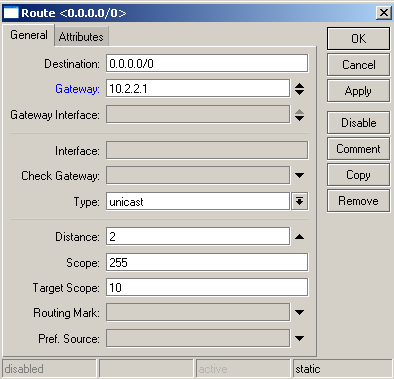 Route <0.0.0.0/0>
General Attributes
OK
Destination: 0.0.0.0/0
Cancel
Gateway: 10.2.2.1
Apply
Gateway Interface:
Disable
Interface:
Comment
Check Gateway:
Copy
Type: unicast
Remove
Distance: 2
Scope: 255
Target Scope: 10
Routing Mark:
Pref. Source:
disabled active static